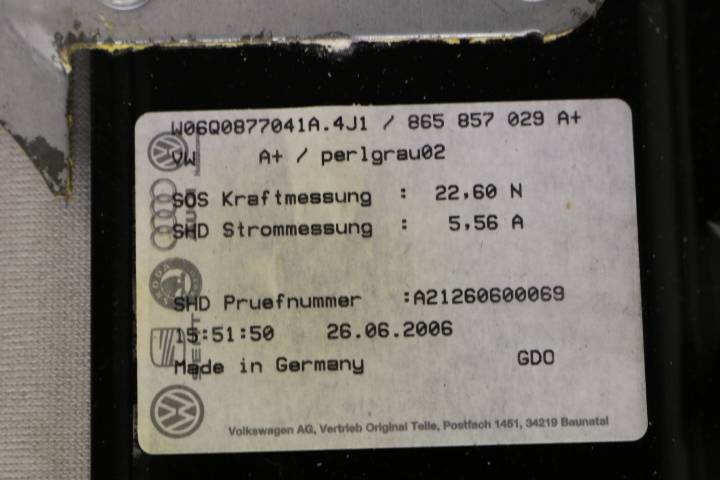 W06Q0877041A.4J1 / 865 857 029 A+
VW A+ / perlgrau02
SOS Kraftmessung : 22,60 N
SHD Strommessung : 5,56 A
SHD Pruefnummer :A21260600069
15:51:50 26.06.2006
Made in Germany GDO
Volkswagen AG, Vertrieb Original Teile, Postfach 1451, 34219 Baunatal